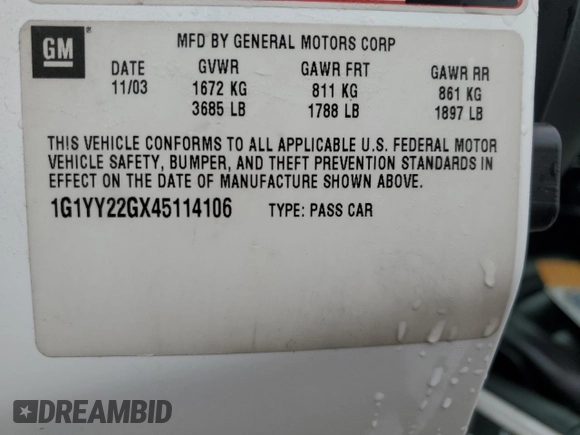 GM
MFD BY GENERAL MOTORS CORP
DATE GVWR GAWR FRT GAWR RR
11/03 1672 KG 811 KG 861 KG
3685 LB 1788 LB 1897 LB
THIS VEHICLE CONFORMS TO ALL APPLICABLE U.S. FEDERAL MOTOR
VEHICLE SAFETY, BUMPER, AND THEFT PREVENTION STANDARDS IN
EFFECT ON THE DATE OF MANUFACTURE SHOWN ABOVE.
1G1YY22GX45114106 TYPE: PASS CAR
DREAMBID